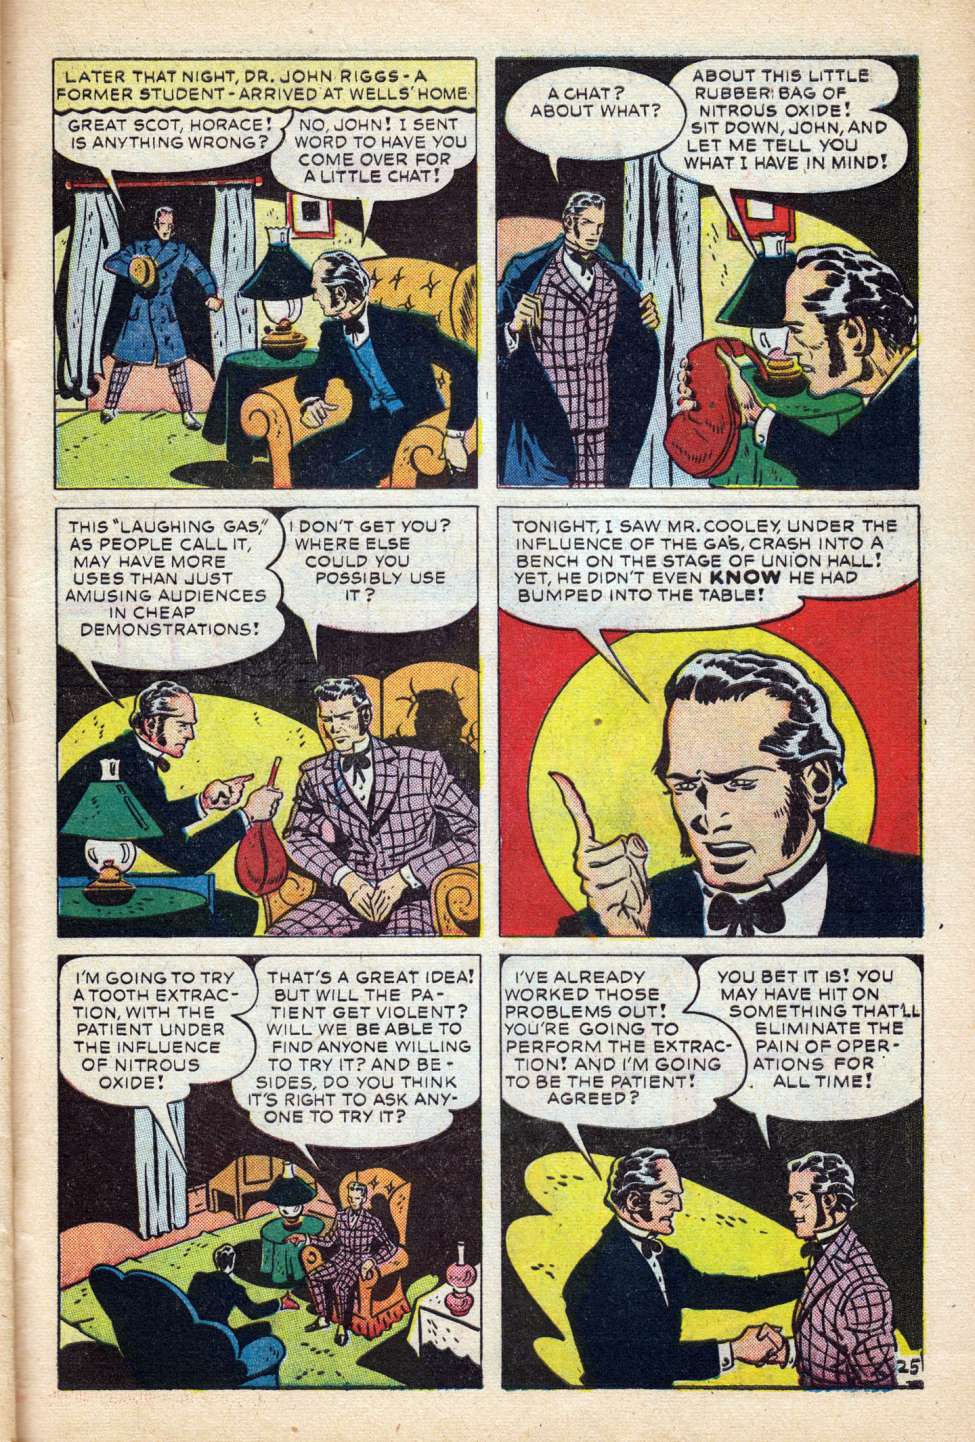 LATER THAT NIGHT, DR. JOHN RIGGS - A
FORMER STUDENT - ARRIVED AT WELLS' HOME
GREAT SCOT, HORACE!
IS ANYTHING WRONG?
NO, JOHN! I SENT
WORD TO HAVE YOU
COME OVER FOR
A LITTLE CHAT!
A CHAT?
ABOUT WHAT?
ABOUT THIS LITTLE
RUBBER BAG OF
NITROUS OXIDE!
SIT DOWN, JOHN, AND
LET ME TELL YOU
WHAT I HAVE IN MIND!
THIS "LAUGHING GAS,"
AS PEOPLE CALL IT,
MAY HAVE MORE
USES THAN JUST
AMUSING AUDIENCES
IN CHEAP
DEMONSTRATIONS!
I DON'T GET YOU?
WHERE ELSE
COULD YOU
POSSIBLY USE
IT?
TONIGHT, I SAW MR. COOLEY, UNDER THE
INFLUENCE OF THE GAS, CRASH INTO A
BENCH ON THE STAGE OF UNION HALL!
YET, HE DIDN'T EVEN KNOW HE HAD
BUMPED INTO THE TABLE!
I'M GOING TO TRY
A TOOTH EXTRAC-
TION, WITH THE
PATIENT UNDER
THE INFLUENCE
OF NITROUS
OXIDE!
THAT'S A GREAT IDEA!
BUT WILL THE PA-
TIENT GET VIOLENT?
WILL WE BE ABLE TO
FIND ANYONE WILLING
TO TRY IT? AND BE-
SIDES, DO YOU THINK
IT'S RIGHT TO ASK ANY-
ONE TO TRY IT?
I'VE ALREADY
WORKED THOSE
PROBLEMS OUT!
YOU'RE GOING TO
PERFORM THE EXTRAC-
TION! AND I'M GOING
TO BE THE PATIENT!
AGREED?
YOU BET IT IS! YOU
MAY HAVE HIT ON
SOMETHING THAT'LL
ELIMINATE THE
PAIN OF OPER-
ATIONS FOR
ALL TIME!
25